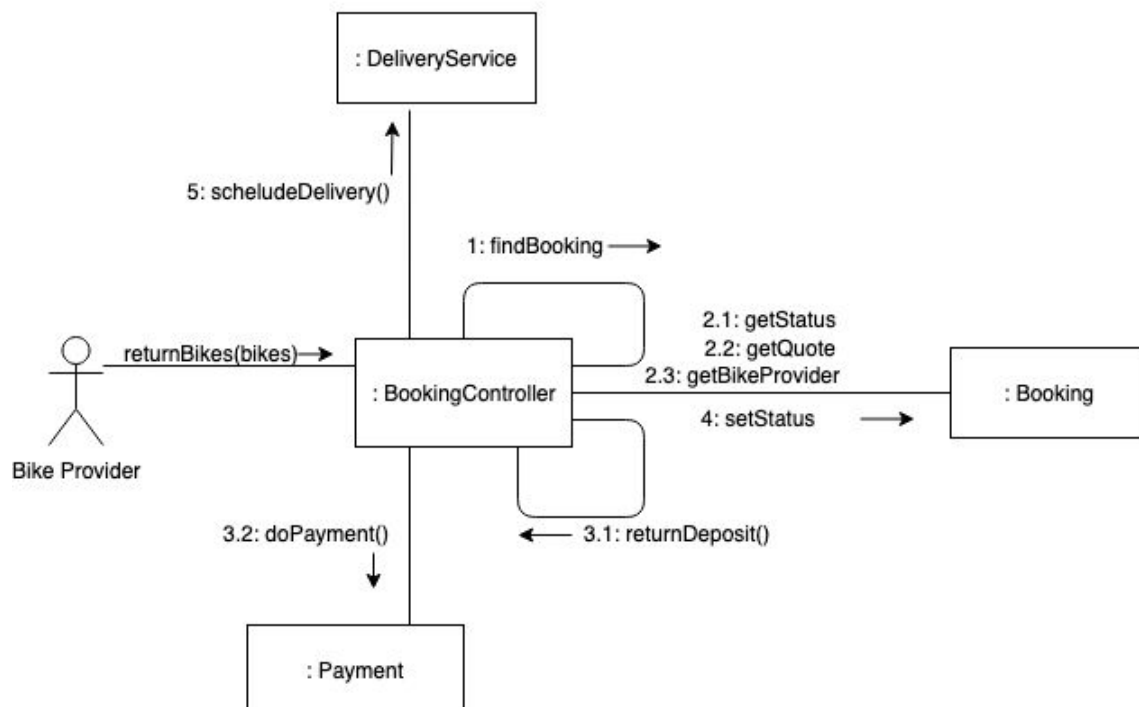 : DeliveryService
5: scheludeDelivery()
1: findBooking
2.1: getStatus
2.2: getQuote
2.3: getBikeProvider
returnBikes(bikes)
: BookingController
: Booking
4: setStatus
Bike Provider
3.2: doPayment()
3.1: returnDeposit()
: Payment